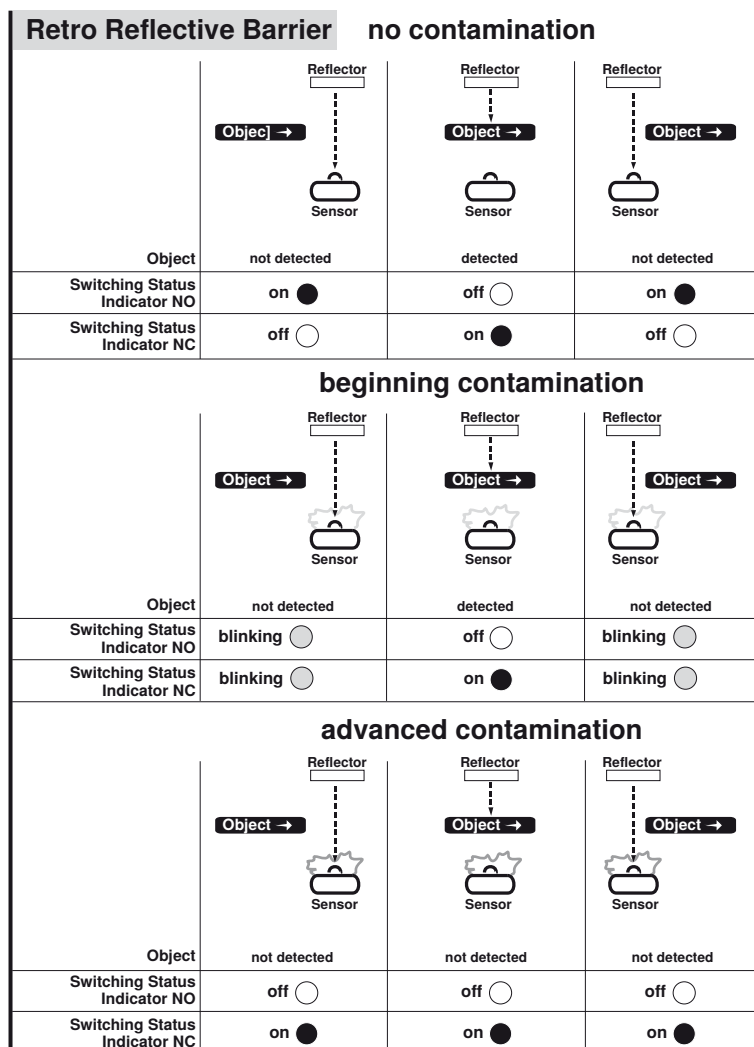 Retro Reflective Barrier no contamination
Reflector Reflector Reflector
Objec] → Object → Object →
Sensor Sensor Sensor
Object not detected detected not detected
Switching Status
Indicator NO on off on
Switching Status
Indicator NC off on off
beginning contamination
Reflector Reflector Reflector
Object → Object → Object →
Sensor Sensor Sensor
Object not detected detected not detected
Switching Status
Indicator NO blinking off blinking
Switching Status
Indicator NC blinking on blinking
advanced contamination
Reflector Reflector Reflector
Object → Object → Object →
Sensor Sensor Sensor
Object not detected not detected not detected
Switching Status
Indicator NO off off off
Switching Status
Indicator NC on on on